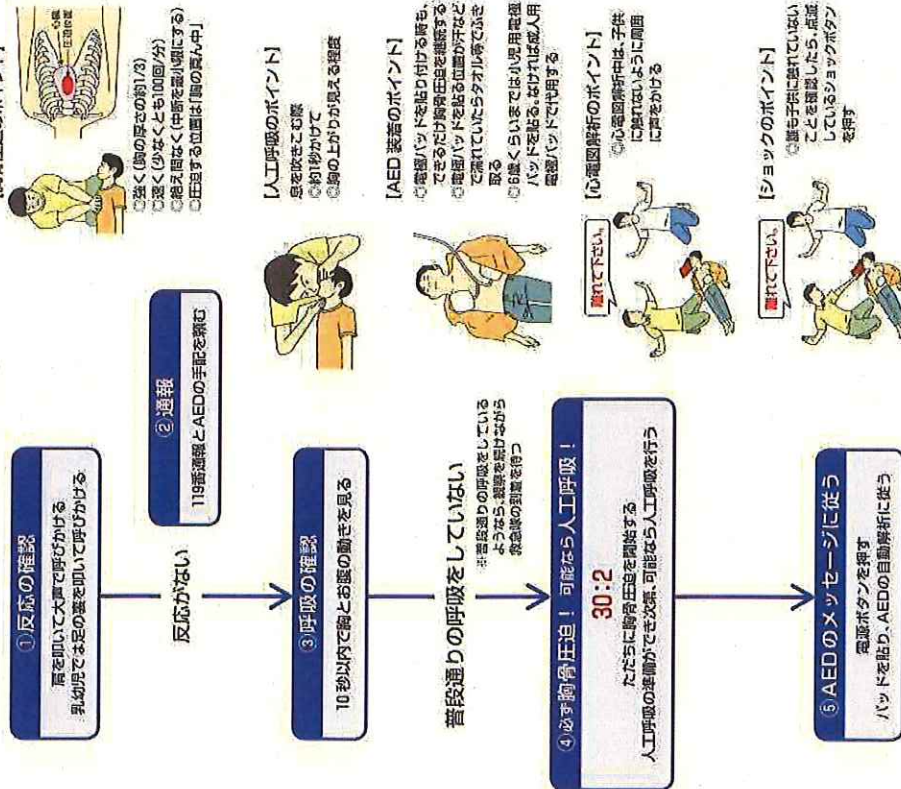 ①反応の確認
肩を叩いて大声で呼びかける
乳幼児では足の裏を叩いて呼びかける
反応がない
②通報
119番通報とAEDの手配を頼む
③呼吸の確認
10秒以内で胸とお腹の動きを見る
普段通りの呼吸をしていない
※普段通りの呼吸をしている
ようなら、観察を続けながら
救急隊の到着を待つ
④必ず胸骨圧迫！ 可能なら人工呼吸！
30:2
ただちに胸骨圧迫を開始する
人工呼吸の準備ができ次第、可能なら人工呼吸を行う
⑤AEDのメッセージに従う
電源ボタンを押す
パッドを貼り、AEDの自動解析に従う
心臓
圧迫位置
◎強く(胸の厚さの約1/3)
◎速く(少なくとも100回/分)
◎絶え間なく(中断を最小限にする)
◎圧迫する位置は「胸の真ん中」
【人工呼吸のポイント】
息を吹きこむ際
◎約1秒かけて
◎胸の上がりが見える程度
【AED装着のポイント】
◎電極パッドを貼り付ける時も、
できるだけ胸骨圧迫を継続する
◎電極パッドを貼る位置が汗など
で濡れていたらタオル等でふき
取る
◎6歳くらいまでは小児用電極
パッドを貼る。なければ成人用
電極パッドで代用する
【心電図解析のポイント】
◎心電図解析中は、子供
に触れないように周囲
に声をかける
離れて下さい。
【ショックのポイント】
◎誰も子供に触れていない
ことを確認したら、点滅
しているショックボタン
を押す
離れて下さい。